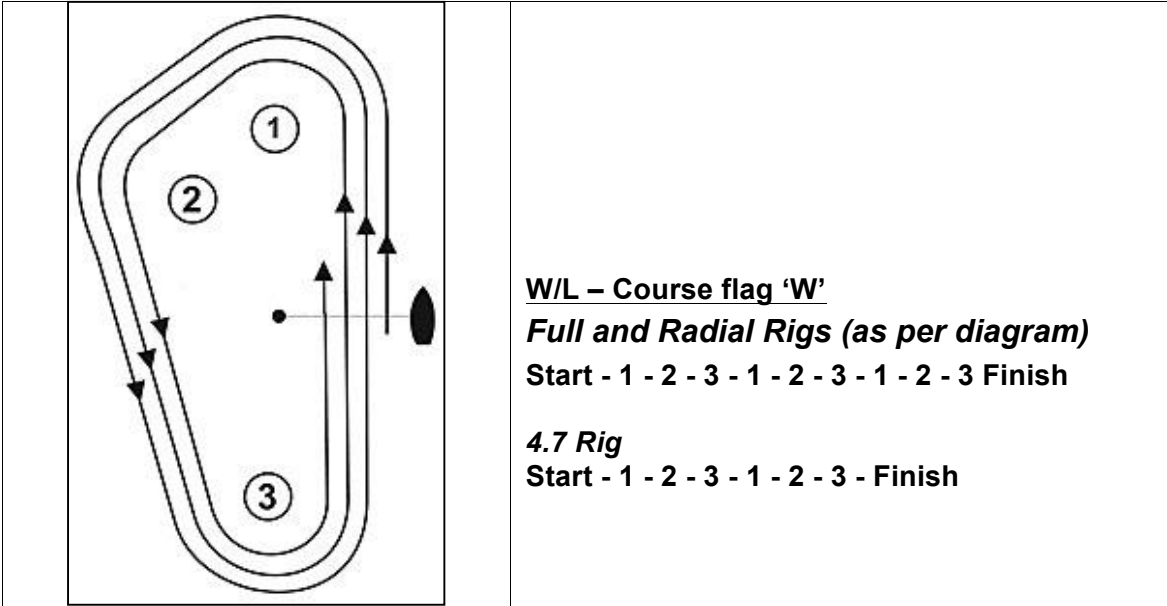 1
2
3
W/L – Course flag ‘W’
Full and Radial Rigs (as per diagram)
Start - 1 - 2 - 3 - 1 - 2 - 3 - 1 - 2 - 3 Finish
4.7 Rig
Start - 1 - 2 - 3 - 1 - 2 - 3 - Finish